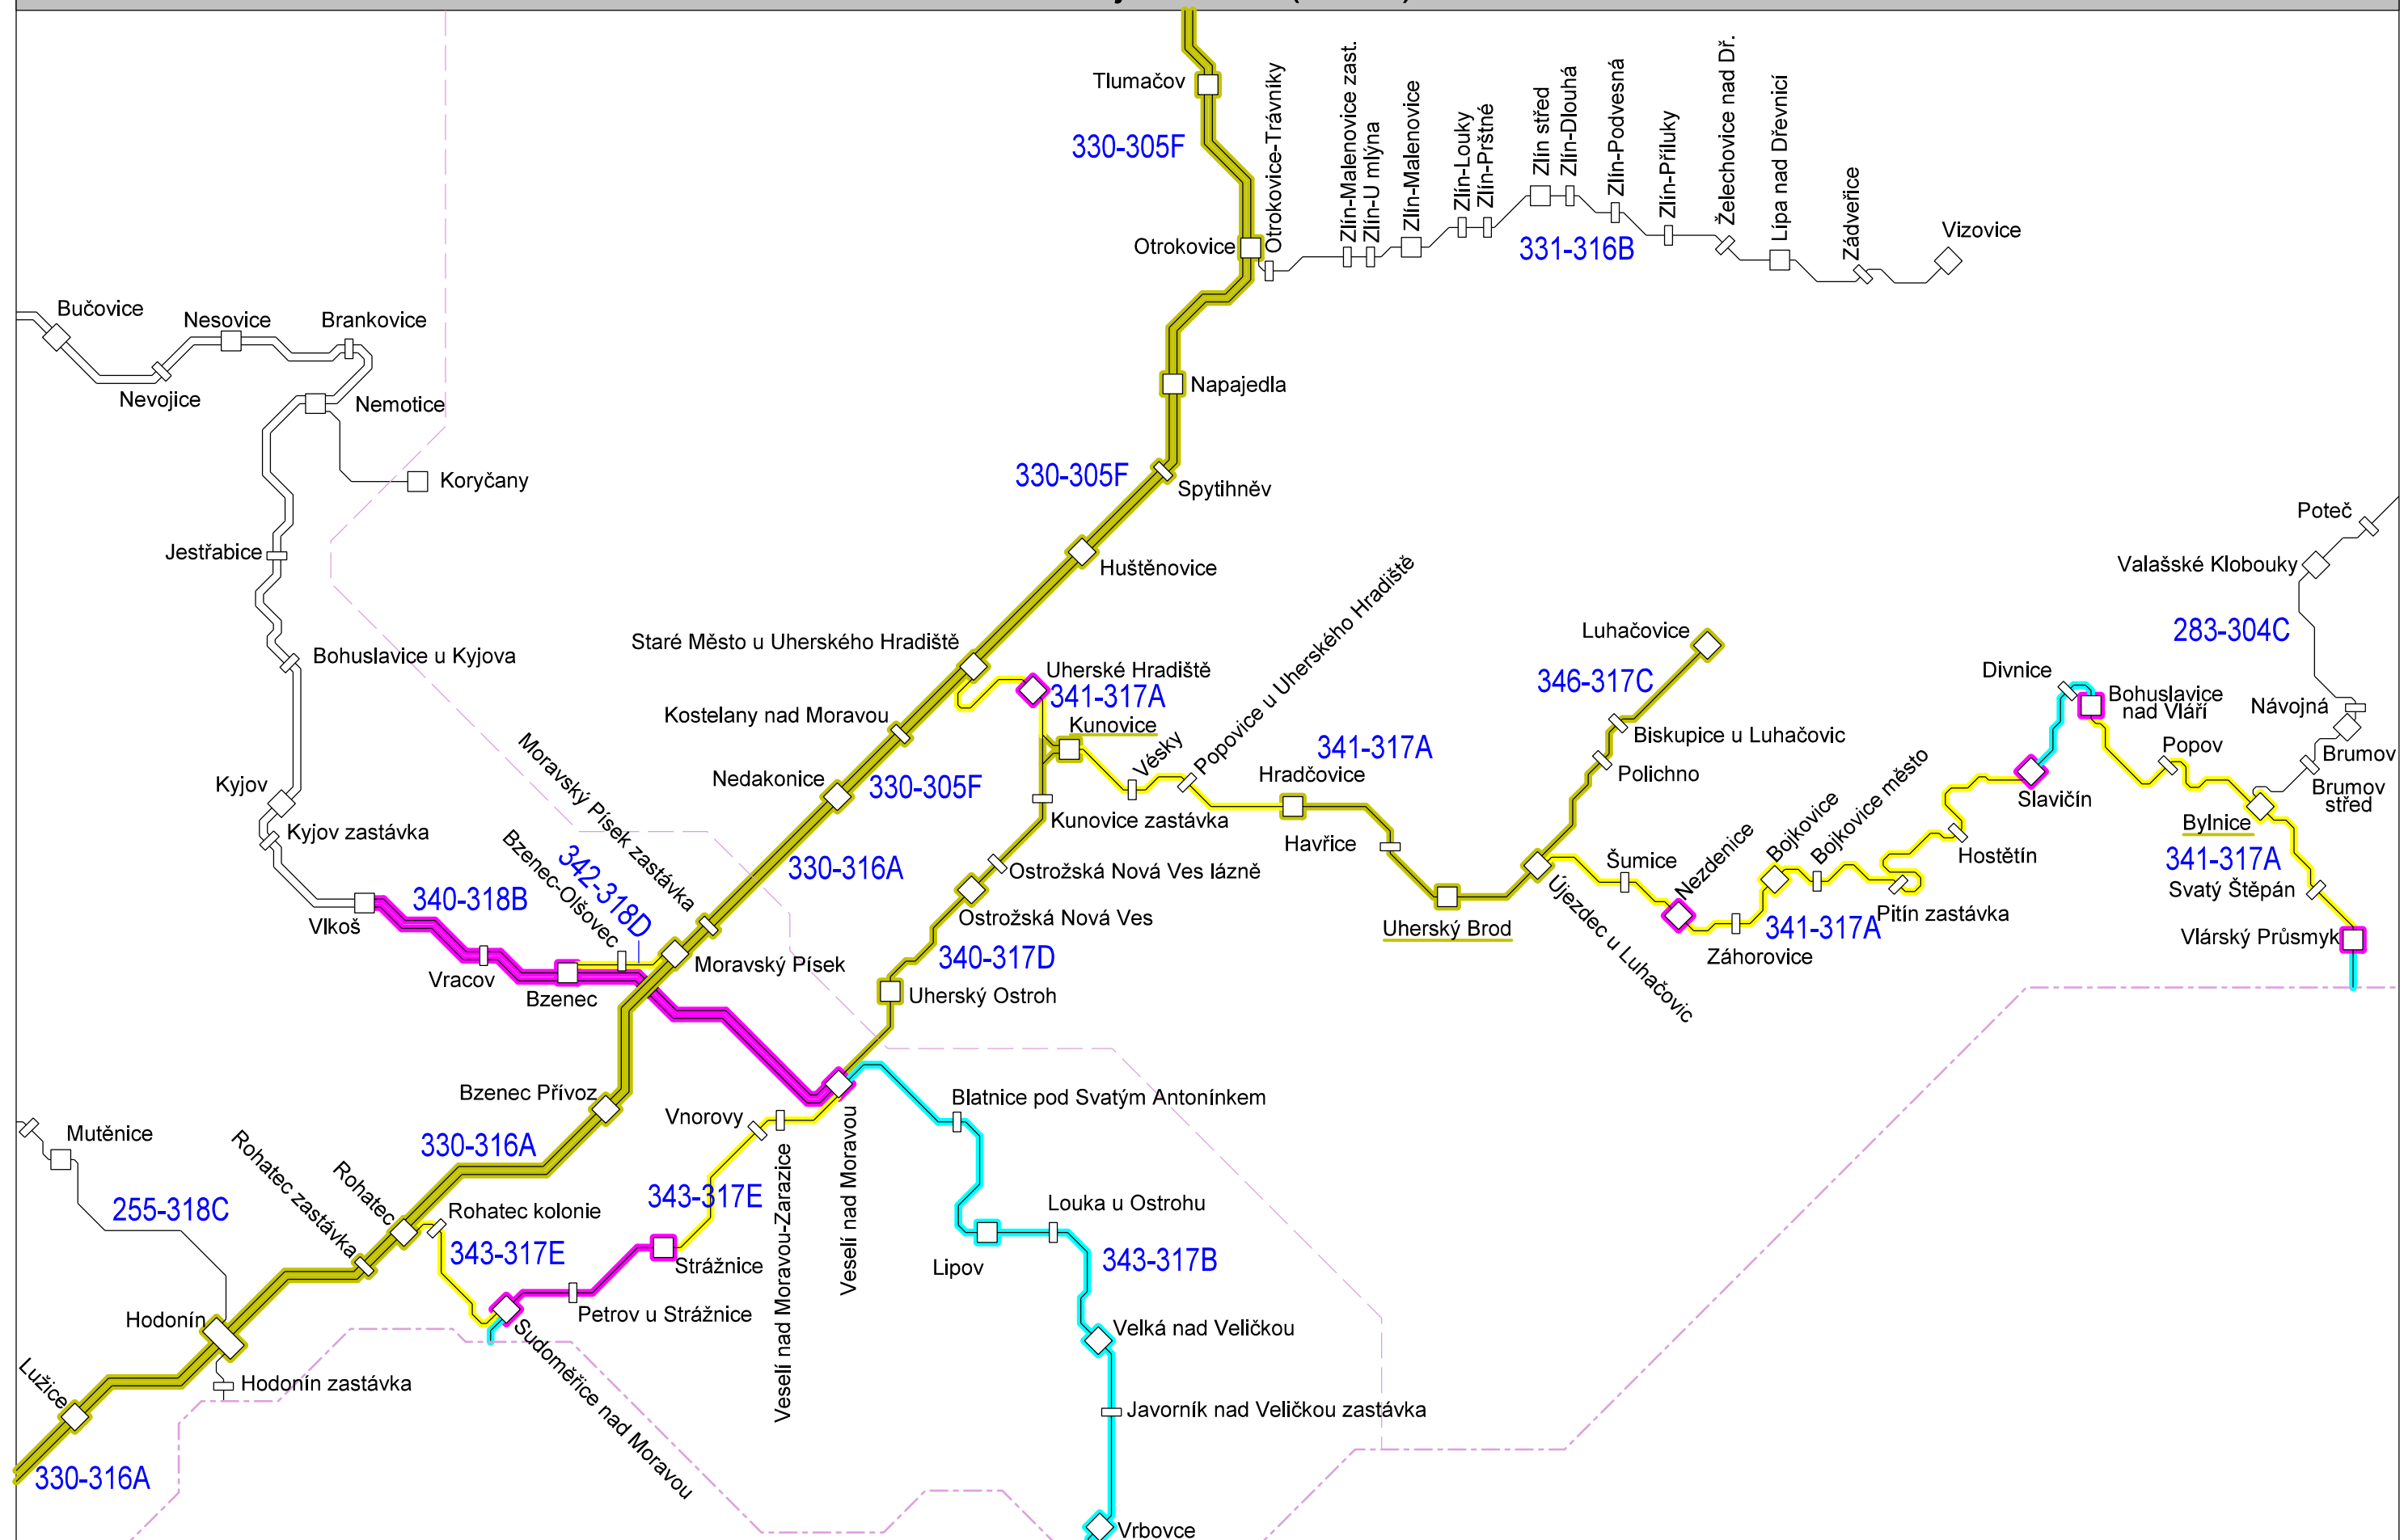 Tlumačov
330-305F
Otrokovice
Otrokovice-Trávníky
Zlín-Malenovice zast.
Zlín-U mlýna
Zlín-Malenovice
Zlín-Louky
Zlín-Prštné
Zlín střed
Zlín-Dlouhá
Zlín-Podvesná
Zlín-Příluky
Želechovice nad Dř.
Lípa nad Dřevnicí
Zádveřice
Vizovice
331-316B
Bučovice
Nesovice
Brankovice
Nevojice
Nemotice
Koryčany
Napajedla
330-305F
Spytihněv
Jestřabice
Huštěnovice
Poteč
Valašské Klobouky
283-304C
Bohuslavice u Kyjova
Staré Město u Uherského Hradiště
Uherské Hradiště
341-317A
Popovice u Uherského Hradiště
Luhačovice
346-317C
Divnice
Bohuslavice
nad Vláří
Návojná
Kostelany nad Moravou
Kunovice
Vésky
341-317A
Biskupice u Luhačovic
Popov
Brumov
Nedakonice
330-305F
Hradčovice
Polichno
Brumov
střed
Kyjov
Moravský Písek zastávka
Kunovice zastávka
Bojkovice
Bojkovice město
Slavičín
Bylnice
Kyjov zastávka
Bzenec-Olšovec
342-318D
330-316A
Havřice
Šumice
Nezdenice
Hostětín
341-317A
Ostrožská Nová Ves lázně
Svatý Štěpán
340-318B
Vlkoš
Ostrožská Nová Ves
Uherský Brod
Újezdec u Luhačovic
Pitín zastávka
341-317A
Záhorovice
Vlárský Průsmyk
340-317D
Moravský Písek
Vracov
Bzenec
Uherský Ostroh
Bzenec Přívoz
Blatnice pod Svatým Antonínkem
Vnorovy
Mutěnice
330-316A
Rohatec zastávka
Rohatec
Veselí nad Moravou-Zarazice
Veselí nad Moravou
343-317E
255-318C
Rohatec kolonie
Louka u Ostrohu
343-317E
Strážnice
Lipov
343-317B
Hodonín
Petrov u Strážnice
Sudoměřice nad Moravou
Velká nad Veličkou
Lužice
Hodonín zastávka
Javorník nad Veličkou zastávka
330-316A
Vrbovce